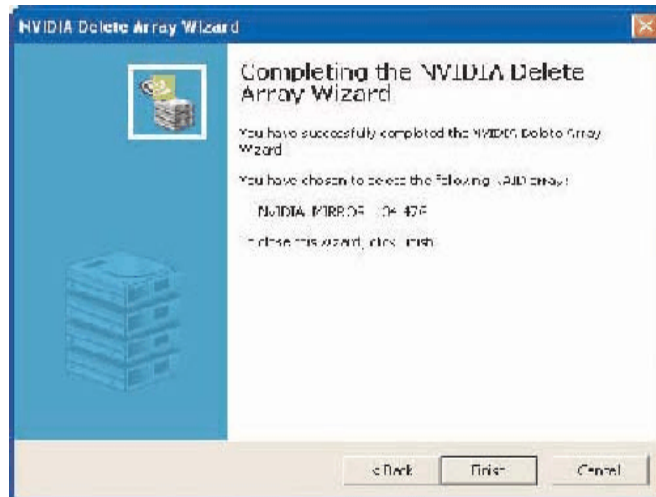 NVIDIA Delete Array Wizard
Completing the NVIDIA Delete
Array Wizard
You have successfully completed the NVIDIA Delete Array
Wizard
You have chosen to delete the following RAID array:
NVIDIA MIRROR
To close this wizard, click Finish
< Back
Finish
Cancel